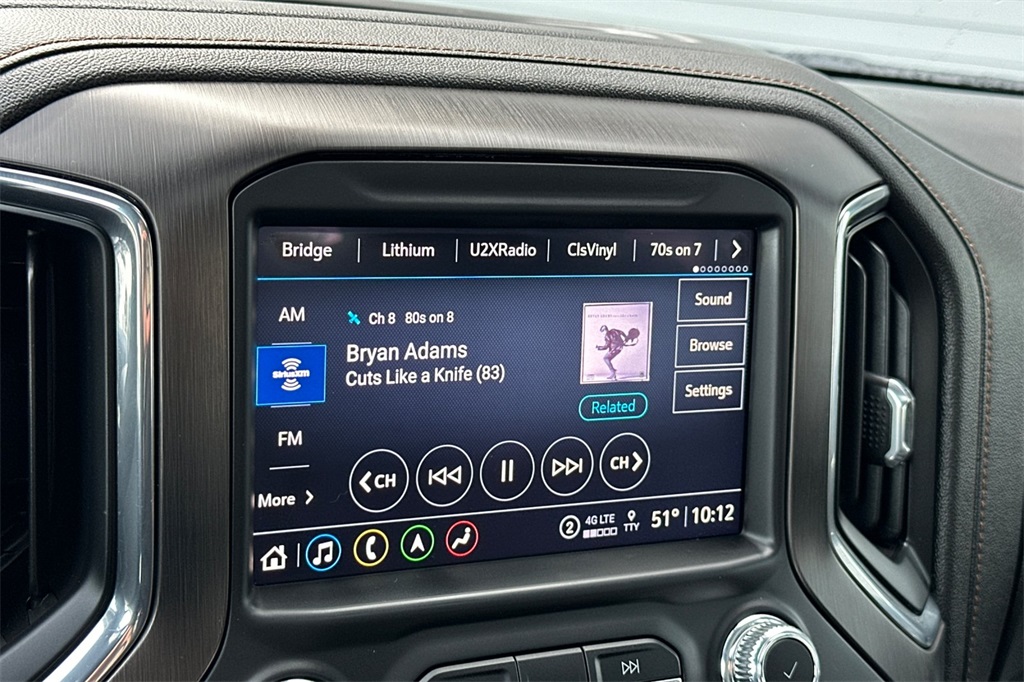 Bridge | Lithium | U2XRadio | ClsVinyl | 70s on 7
AM
SiriusXM
FM
More
Ch 8 80s on 8
Bryan Adams
Cuts Like a Knife (83)
Related
Sound
Browse
Settings
CH
CH
2 4G LTE TTY 51° | 10:12